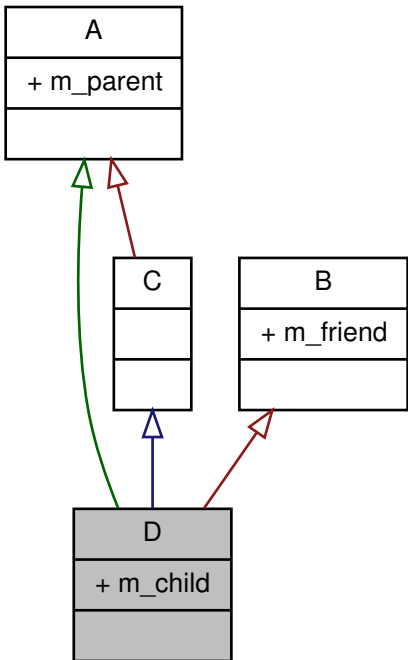 A
+ m_parent
C
B
+ m_friend
D
+ m_child